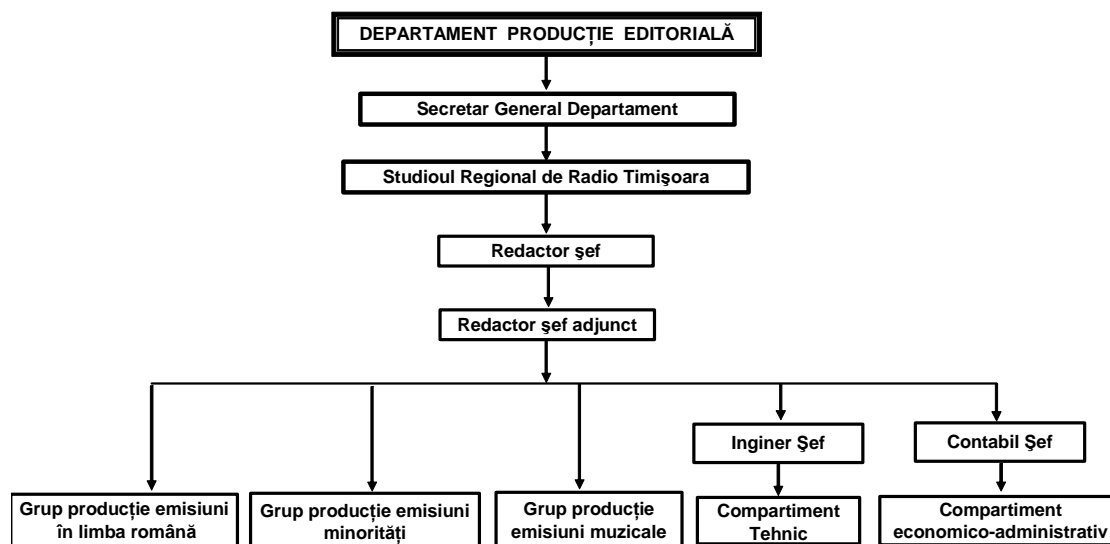 DEPARTAMENT PRODUCȚIE EDITORIALĂ
Secretar General Departament
Studioul Regional de Radio Timişoara
Redactor şef
Redactor şef adjunct
Inginer Şef
Contabil Şef
Grup producție emisiuni
în limba română
Grup producție emisiuni
minorități
Grup producție
emisiuni muzicale
Compartiment
Tehnic
Compartiment
economico-administrativ